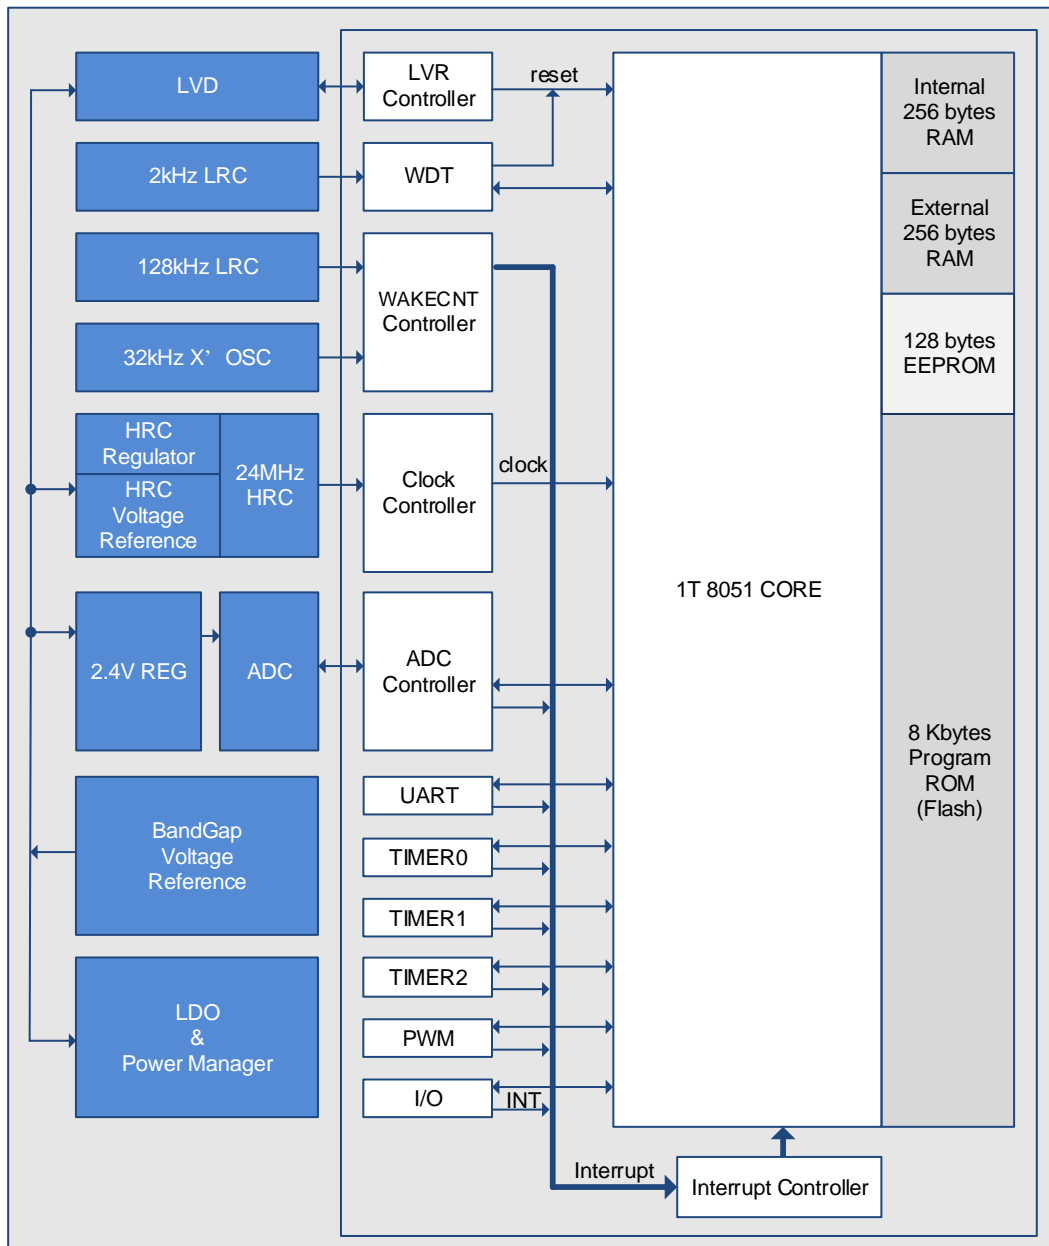 LVD
LVR
Controller
reset
Internal
256 bytes
RAM
2kHz LRC
WDT
External
256 bytes
RAM
128kHz LRC
WAKECNT
Controller
32kHz X’ OSC
128 bytes
EEPROM
HRC
Regulator
HRC
Voltage
Reference
24MHz
HRC
Clock
Controller
clock
1T 8051 CORE
2.4V REG
ADC
ADC
Controller
8 Kbytes
Program
ROM
(Flash)
UART
BandGap
Voltage
Reference
TIMER0
TIMER1
TIMER2
LDO
&
Power Manager
PWM
I/O
INT
Interrupt
Interrupt Controller